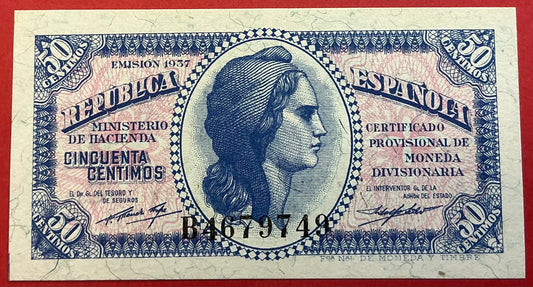 50 CENTIMOS
50 CENTIMOS
EMISION 1937
REPUBLICA ESPAÑOLA
MINISTERIO
DE HACIENDA
CINCUENTA
CENTIMOS
CERTIFICADO
PROVISIONAL DE
MONEDA
DIVISIONARIA
EL DIR. GL. DEL TESORO Y
DE SEGUROS
EL INTERVENTOR GL. DE LA
ADMON DEL ESTADO
B4679749
50 CENTIMOS
50 CENTIMOS
FCA NAL DE MONEDA Y TIMBRE